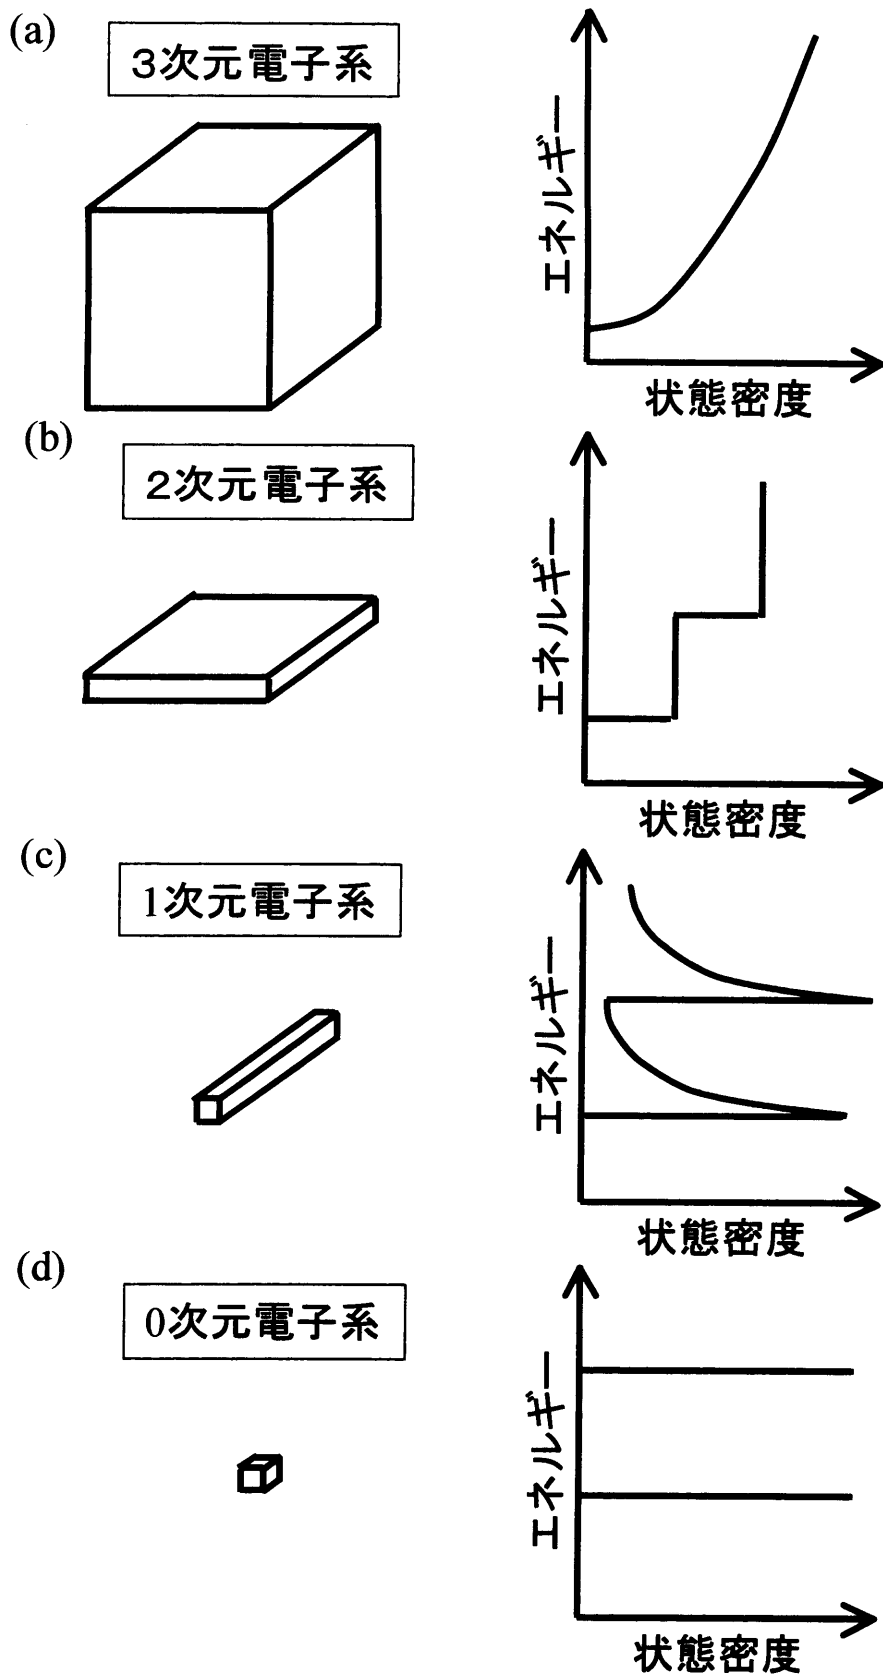 (a)
3次元電子系
エネルギー
状態密度
(b)
2次元電子系
エネルギー
状態密度
(c)
1次元電子系
エネルギー
状態密度
(d)
0次元電子系
エネルギー
状態密度